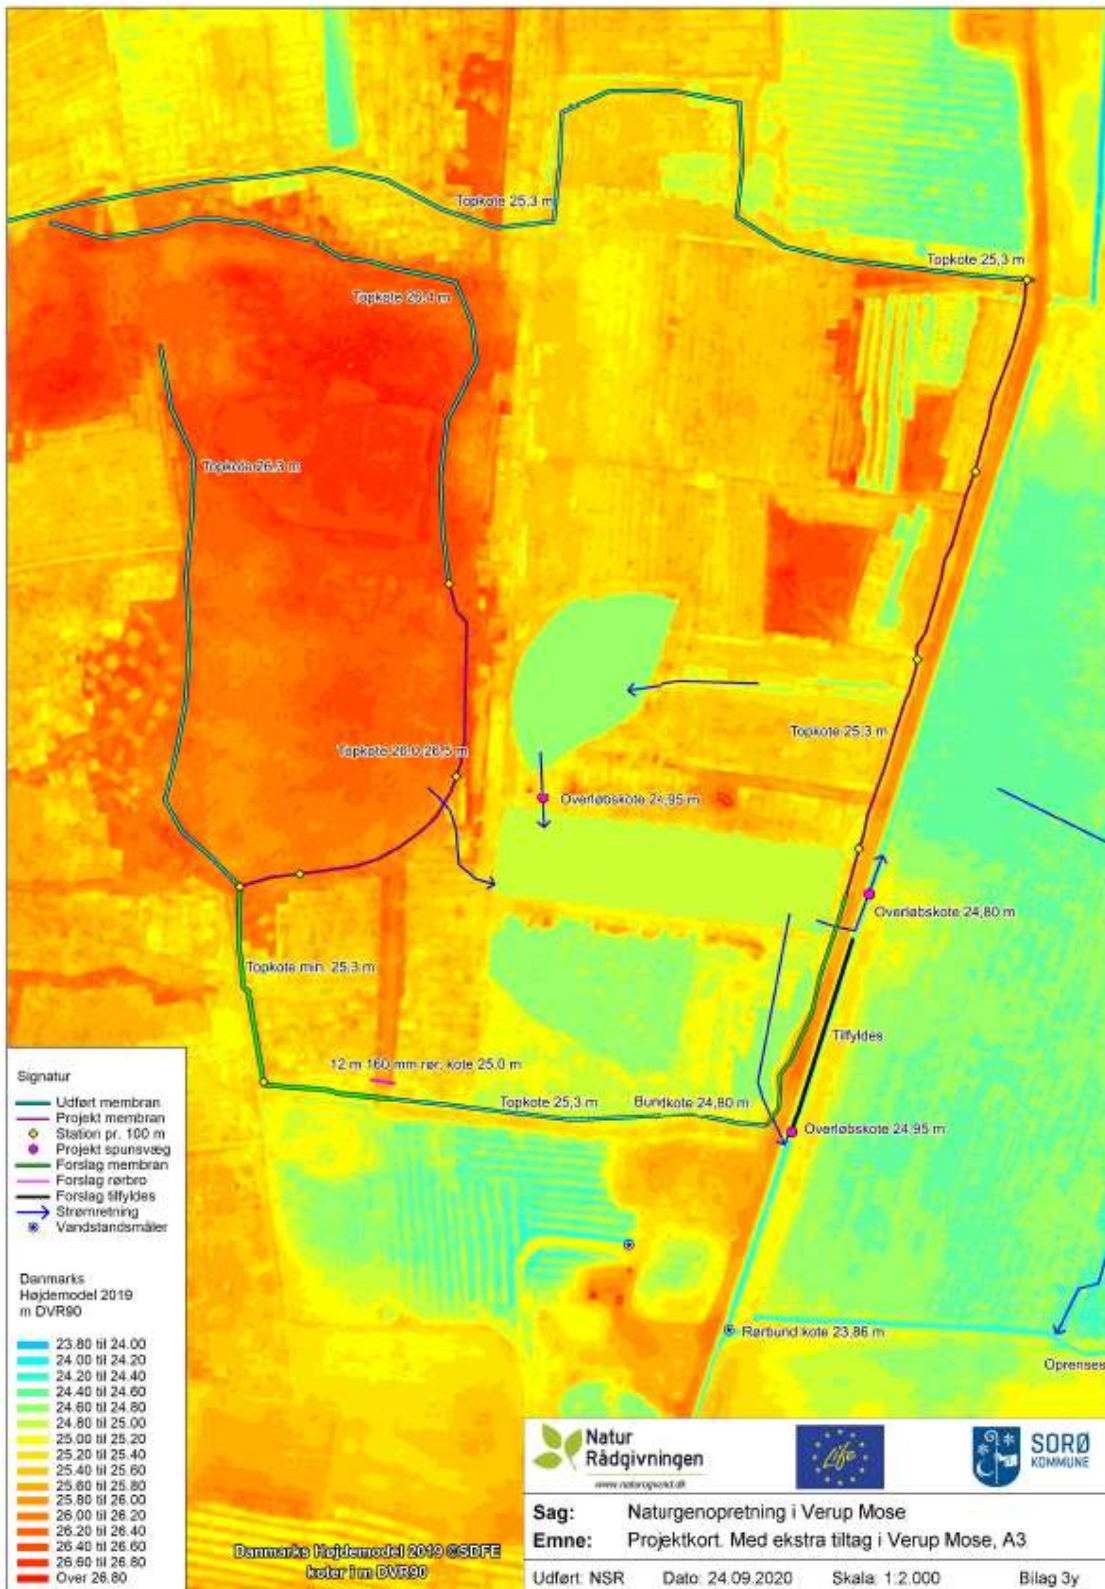 Topkote 25,3 m
Topkote 25,3 m
Topkote 26,4 m
Topkote 26,3 m
Topkote 25,3 m
Topkote 26,0 26,5 m
Overløbskote 24,95 m
Overløbskote 24,80 m
Topkote min. 25,3 m
Tilfyldes
12 m 160 mm rør, kote 25,0 m
Topkote 25,3 m
Bundkote 24,80 m
Overløbskote 24,95 m
Rørbund kote 23,86 m
Oprenses
Signatur
Udført membran
Projekt membran
Station pr. 100 m
Projekt spunsvæg
Forslag membran
Forslag rørbro
Forslag tilfyldes
Strømretning
Vandstandsmåler
Danmarks
Højdemodel 2019
m DVR90
23.80 til 24.00
24.00 til 24.20
24.20 til 24.40
24.40 til 24.60
24.60 til 24.80
24.80 til 25.00
25.00 til 25.20
25.20 til 25.40
25.40 til 25.60
25.60 til 25.80
25.80 til 26.00
26.00 til 26.20
26.20 til 26.40
26.40 til 26.60
26.60 til 26.80
Over 26.80
Danmarks Højdemodel 2019 ©SDFE
koter i m DVR90
Natur
Rådgivningen
Life
SORØ
KOMMUNE
Sag: Naturgenopretning i Verup Mose
Emne: Projektkort. Med ekstra tiltag i Verup Mose, A3
Udført: NSR Dato: 24.09.2020 Skala: 1:2.000 Bilag 3y